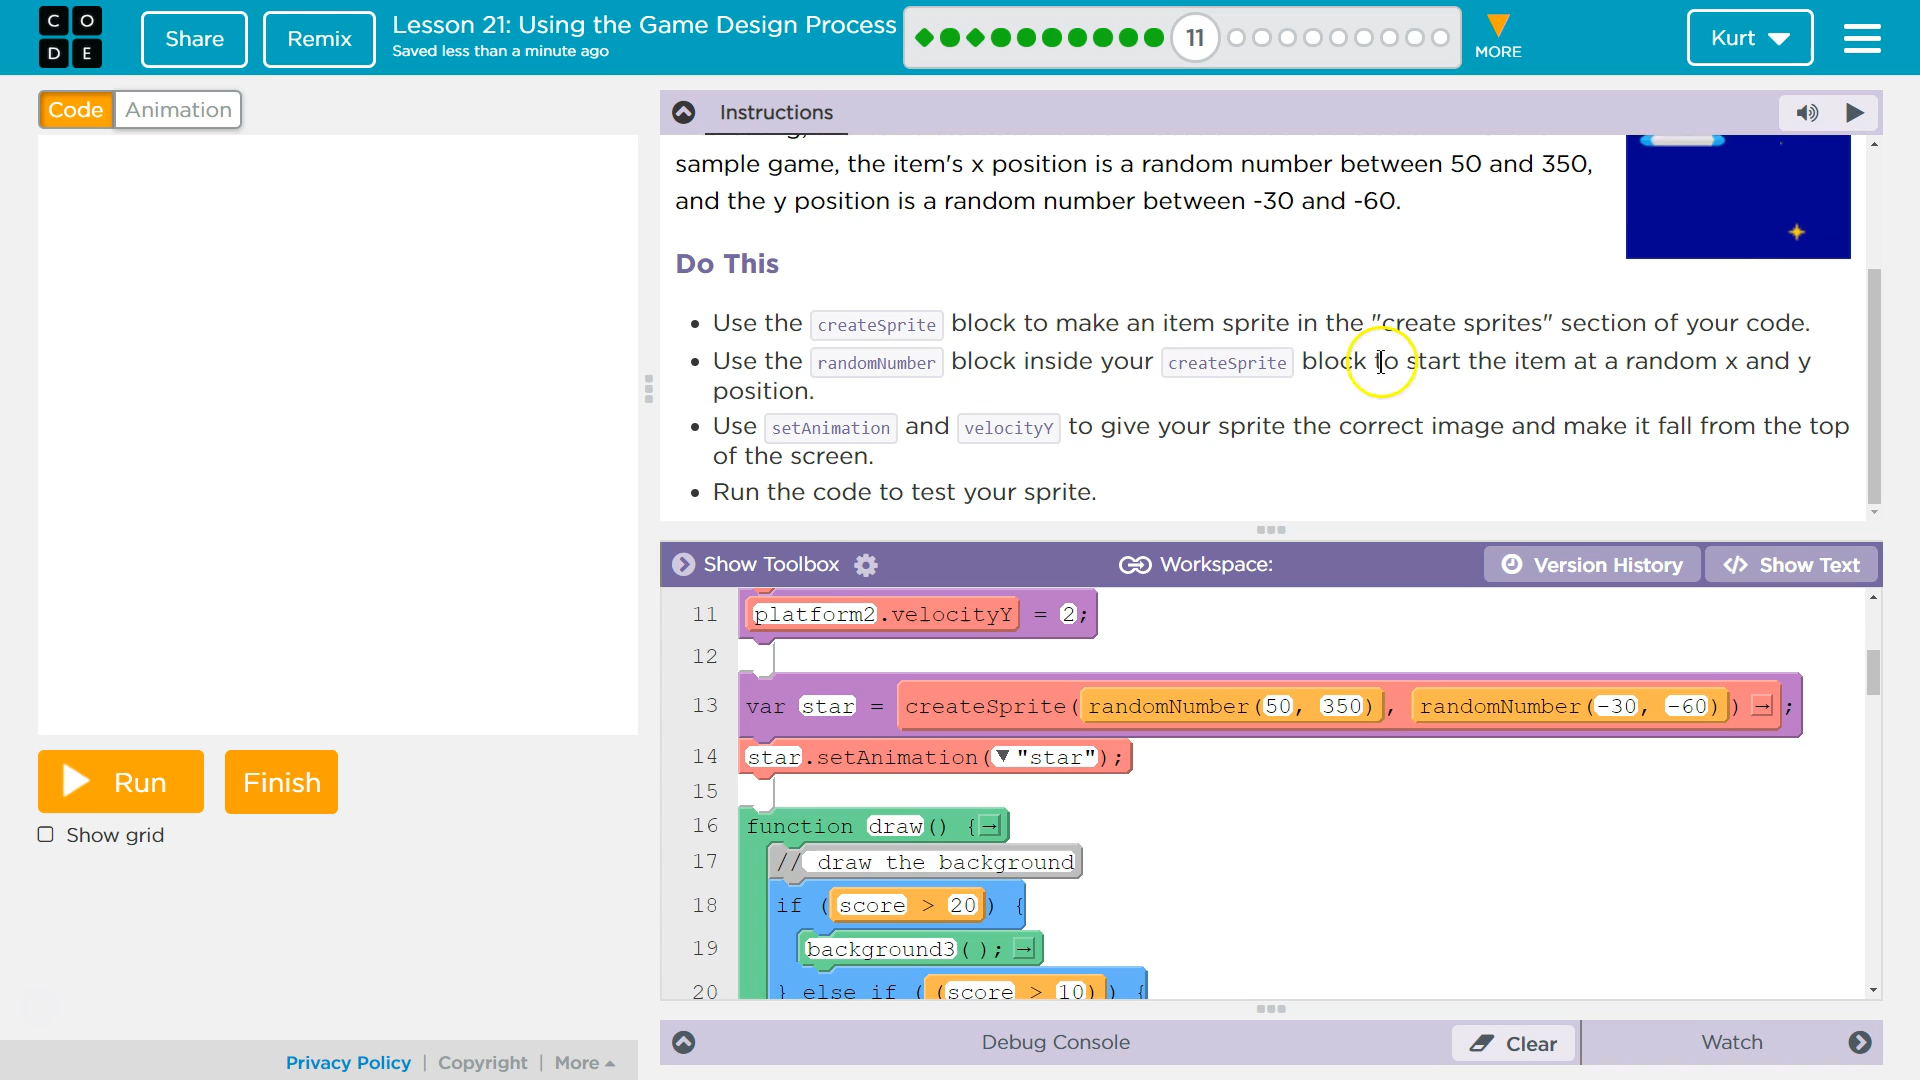 CO
DE
Share
Remix
Lesson 21: Using the Game Design Process
Saved less than a minute ago
11
MORE
Kurt
Code
Animation
Instructions
sample game, the item's x position is a random number between 50 and 350,
and the y position is a random number between -30 and -60.
Do This
• Use the createSprite block to make an item sprite in the "create sprites" section of your code.
• Use the randomNumber block inside your createSprite block to start the item at a random x and y
position.
• Use setAnimation and velocityY to give your sprite the correct image and make it fall from the top
of the screen.
• Run the code to test your sprite.
Show Toolbox
Workspace:
Version History
</> Show Text
11 platform2.velocityY = 2;
12
13 var star = createSprite(randomNumber(50, 350), randomNumber(-30, -60));
14 star.setAnimation("star");
15
16 function draw() {
17 // draw the background
18 if (score > 20) {
19 background3();
20 } else if ((score > 10)) {
Run
Finish
Show grid
Debug Console
Clear
Watch
Privacy Policy | Copyright | More